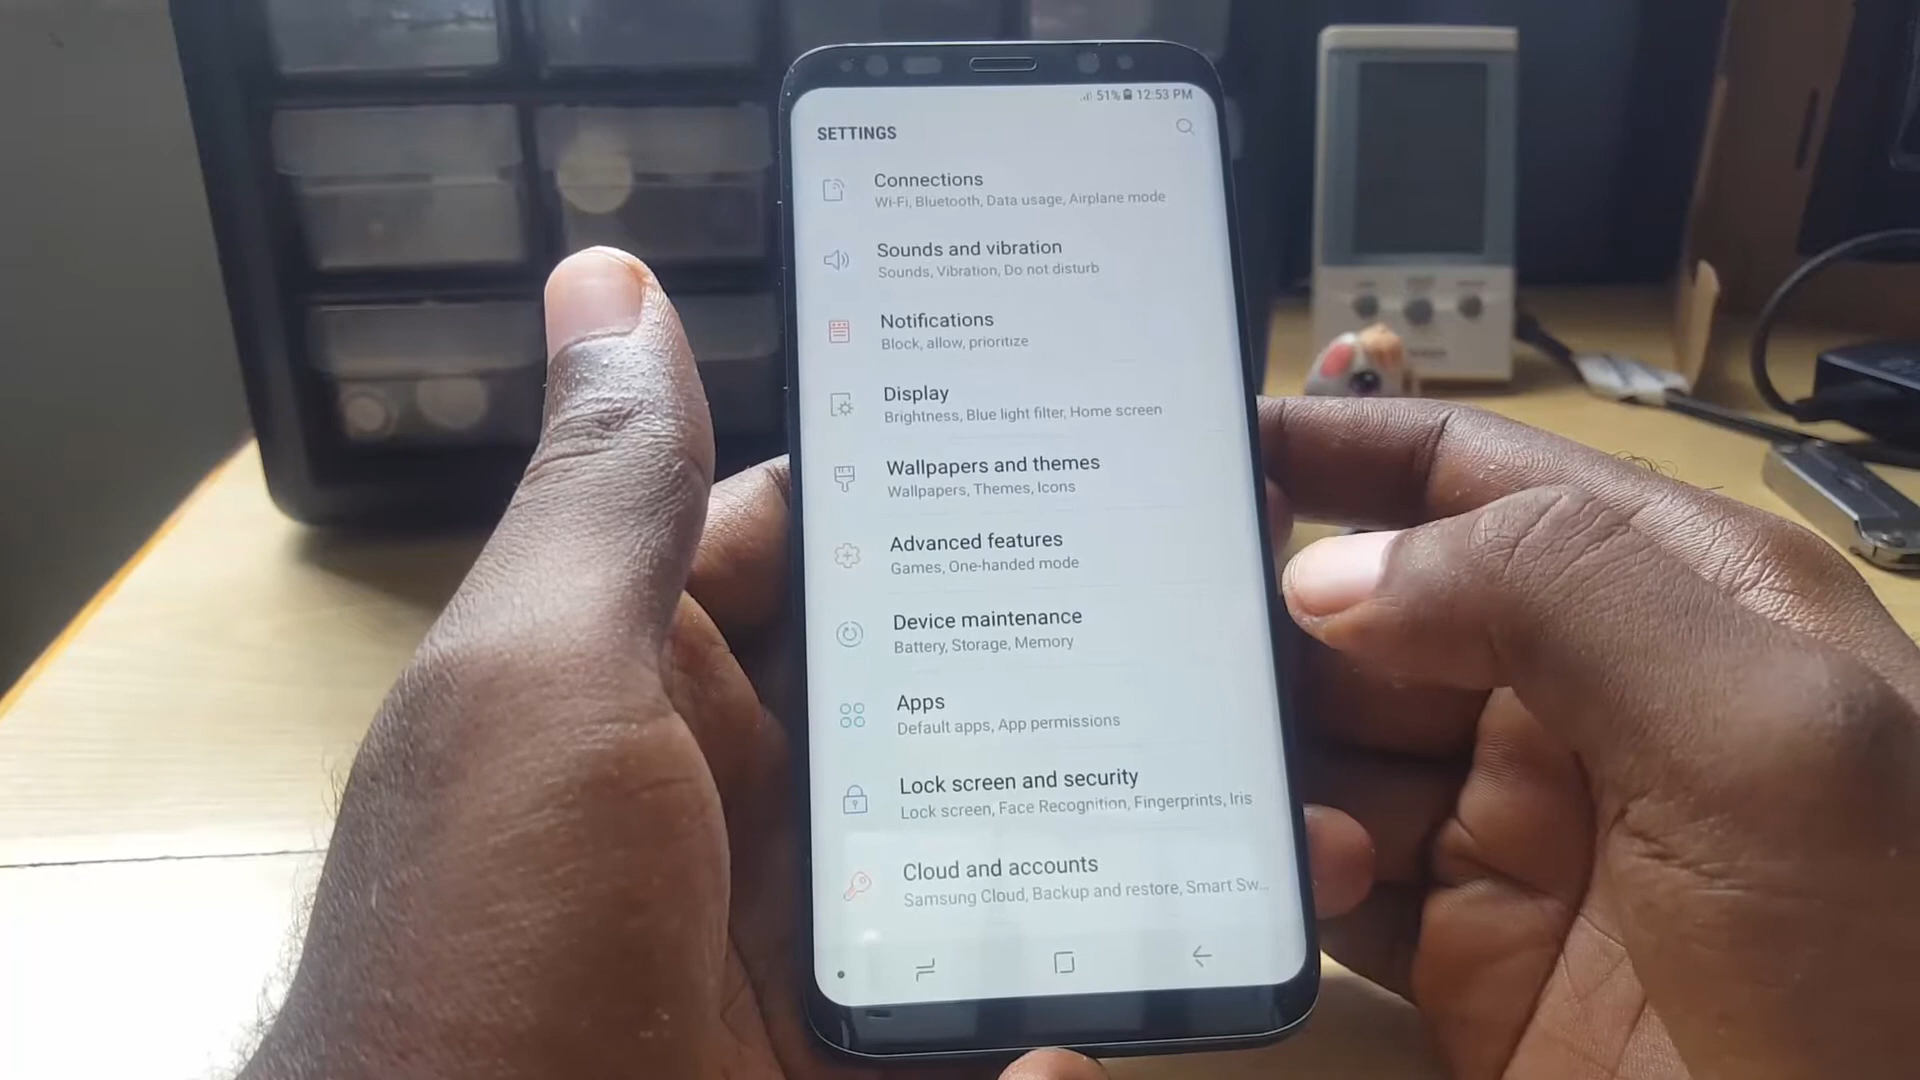 51% 12:53 PM
SETTINGS
Connections
Wi-Fi, Bluetooth, Data usage, Airplane mode
Sounds and vibration
Sounds, Vibration, Do not disturb
Notifications
Block, allow, prioritize
Display
Brightness, Blue light filter, Home screen
Wallpapers and themes
Wallpapers, Themes, Icons
Advanced features
Games, One-handed mode
Device maintenance
Battery, Storage, Memory
Apps
Default apps, App permissions
Lock screen and security
Lock screen, Face Recognition, Fingerprints, Iris
Cloud and accounts
Samsung Cloud, Backup and restore, Smart Sw...